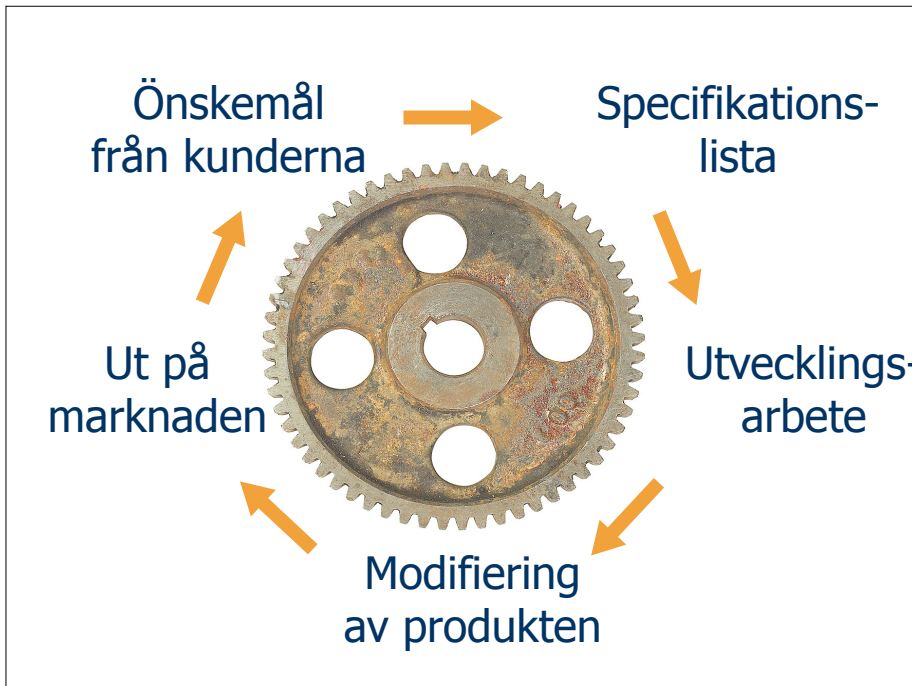 Önskemål
från kunderna
Specifikations-
lista
Utvecklings-
arbete
Modifiering
av produkten
Ut på
marknaden